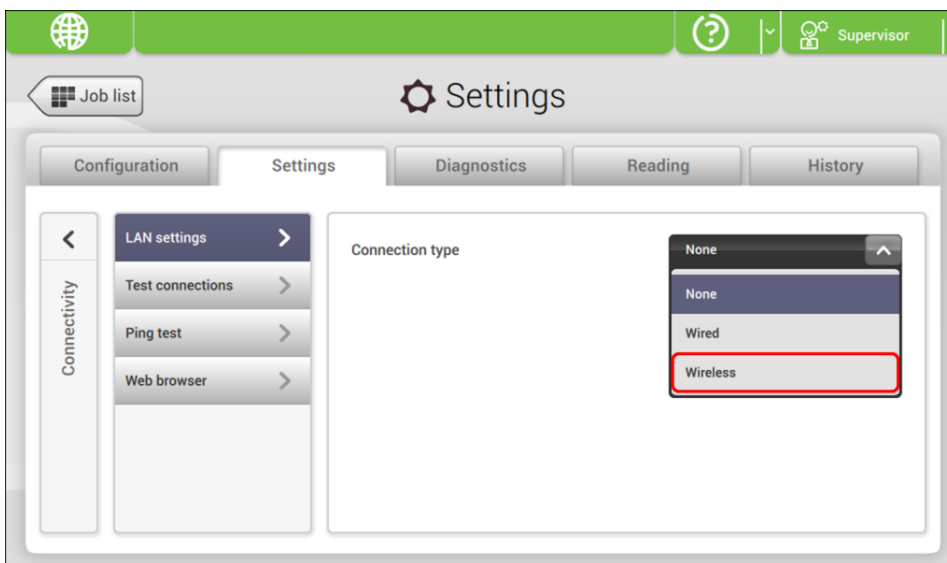 Supervisor
Job list
Settings
Configuration
Settings
Diagnostics
Reading
History
Connectivity
LAN settings
Test connections
Ping test
Web browser
Connection type
None
None
Wired
Wireless